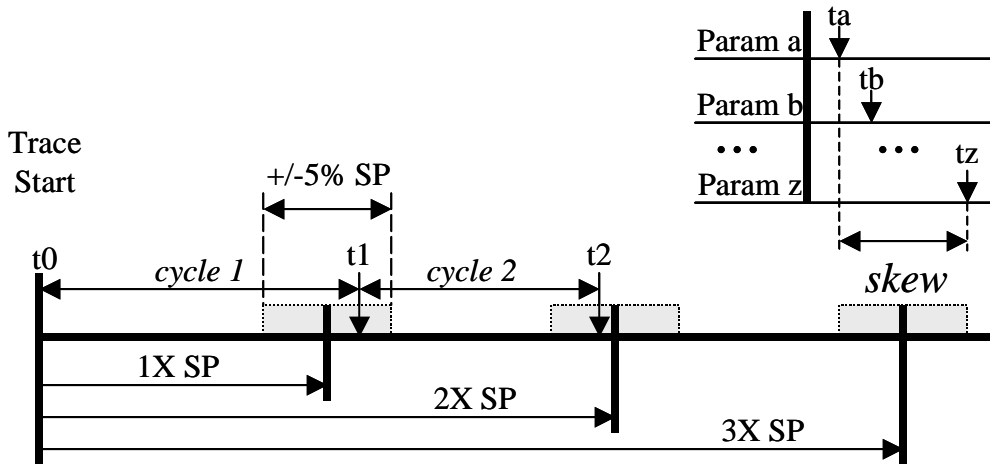 ta
Param a
tb
Param b
Trace
Start
••• •••
tz
+/-5% SP
Param z
t0
cycle 1
t1
cycle 2
t2
skew
1X SP
2X SP
3X SP